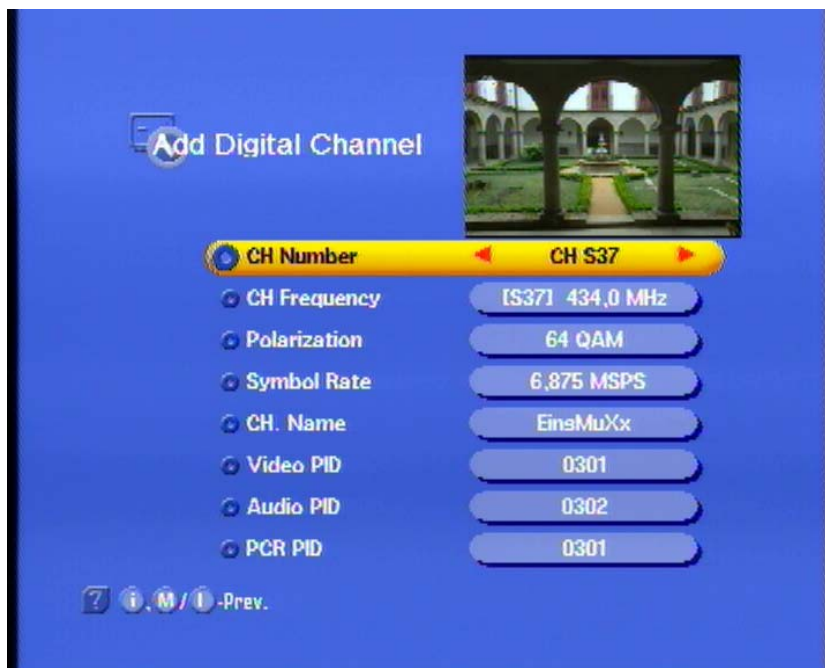 Add Digital Channel
CH Number CH S37
CH Frequency [S37] 434,0 MHz
Polarization 64 QAM
Symbol Rate 6,875 MSPS
CH. Name EinsMuXx
Video PID 0301
Audio PID 0302
PCR PID 0301
? i, M / I -Prev.